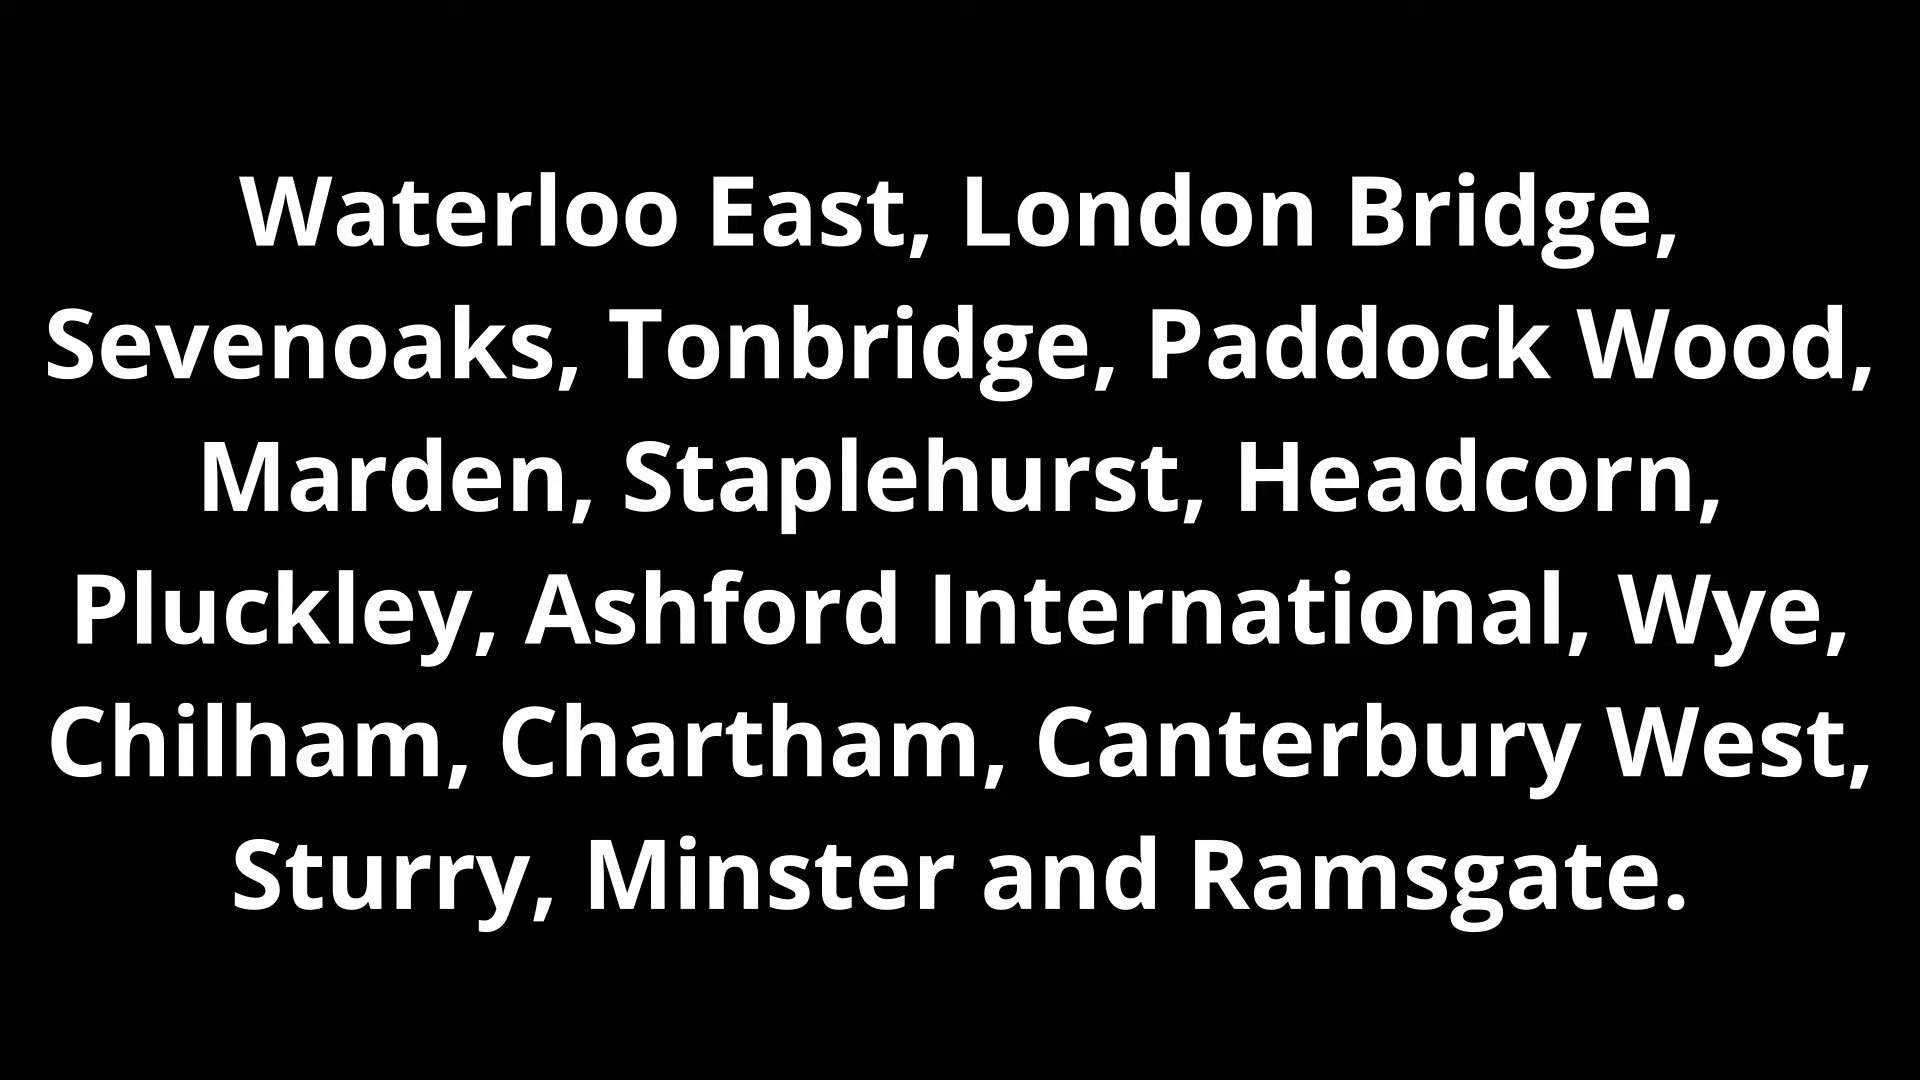 Waterloo East, London Bridge,
Sevenoaks, Tonbridge, Paddock Wood,
Marden, Staplehurst, Headcorn,
Pluckley, Ashford International, Wye,
Chilham, Chartham, Canterbury West,
Sturry, Minster and Ramsgate.